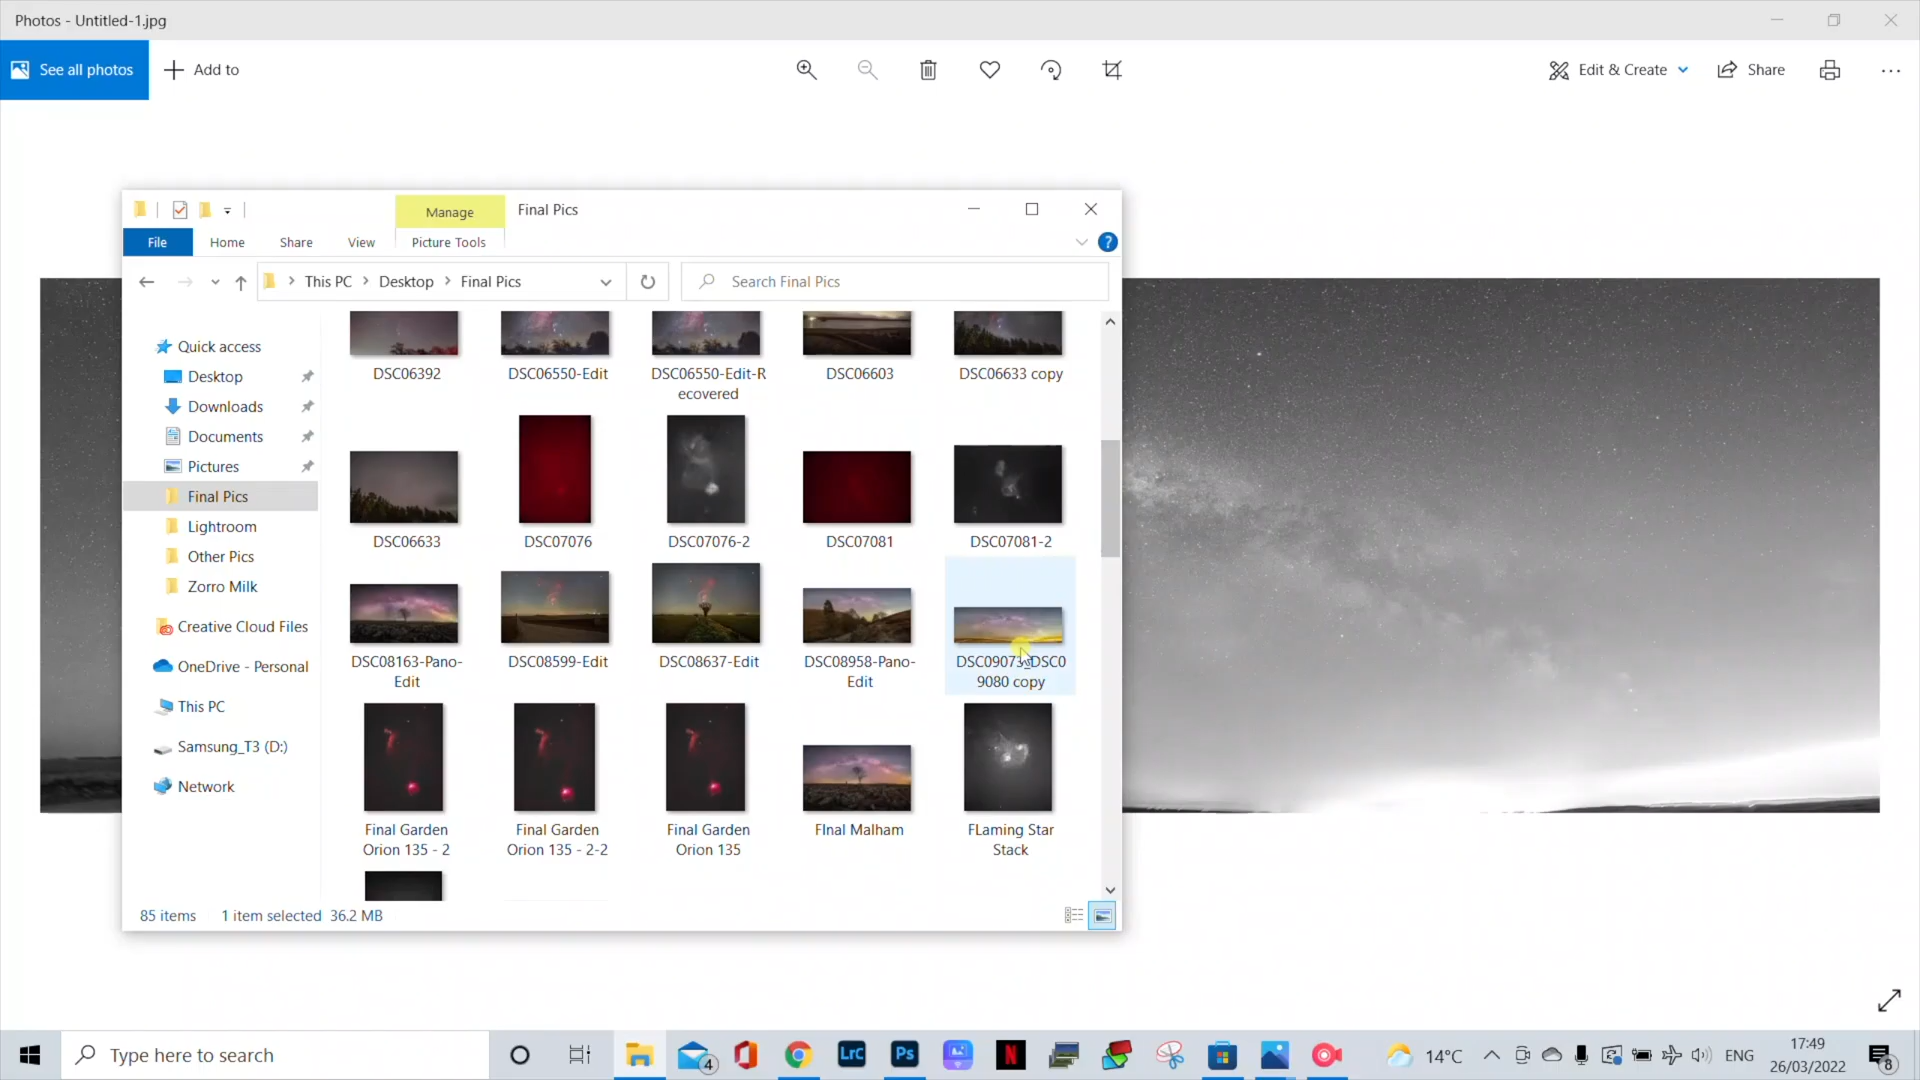 Photos - Untitled-1.jpg
See all photos
Add to
Edit & Create
Share
Manage
Final Pics
File
Home
Share
View
Picture Tools
?
This PC
Desktop
Final Pics
Search Final Pics
Quick access
Desktop
Downloads
Documents
Pictures
Final Pics
Lightroom
Other Pics
Zorro Milk
Creative Cloud Files
OneDrive - Personal
This PC
Samsung_T3 (D:)
Network
DSC06392
DSC06550-Edit
DSC06550-Edit-R
ecovered
DSC06603
DSC06633 copy
DSC06633
DSC07076
DSC07076-2
DSC07081
DSC07081-2
DSC08163-Pano-
Edit
DSC08599-Edit
DSC08637-Edit
DSC08958-Pano-
Edit
DSC09073_DSC0
9080 copy
Final Garden
Orion 135 - 2
Final Garden
Orion 135 - 2-2
Final Garden
Orion 135
FInal Malham
FLaming Star
Stack
85 items
1 item selected
36.2 MB
Type here to search
4
LrC
Ps
N
14°C
ENG
17:49
26/03/2022
8